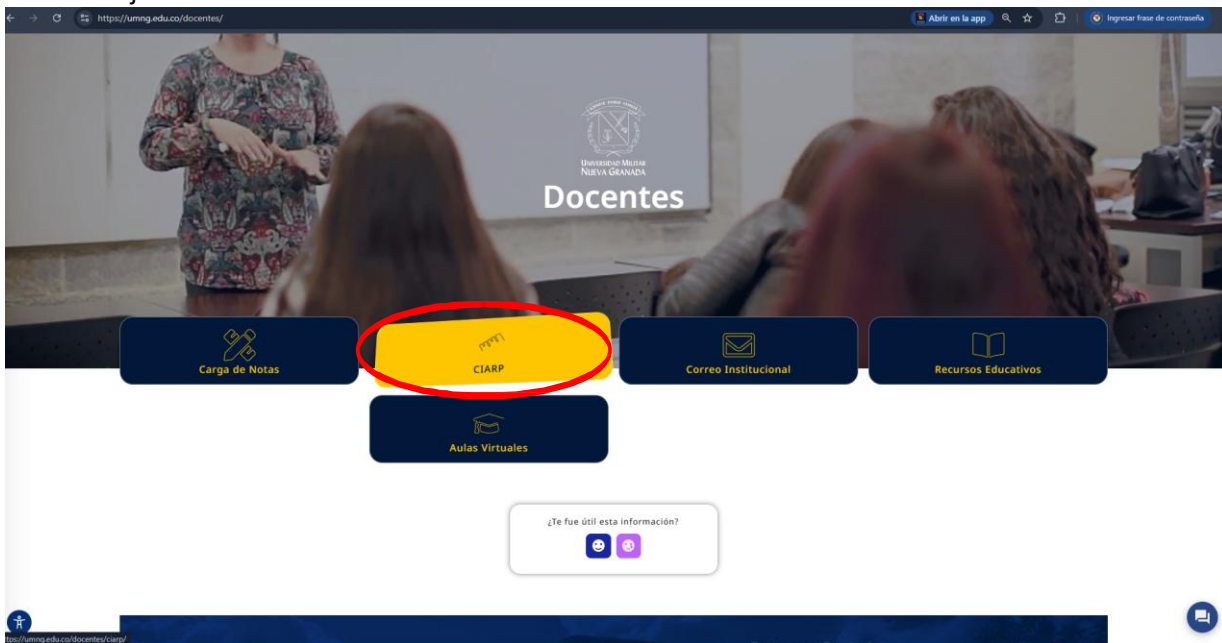 https://umng.edu.co/docentes/
Abrir en la app
Ingresar frase de contraseña
UNIVERSIDAD MILITAR
NUEVA GRANADA
Docentes
Carga de Notas
CIARP
Correo Institucional
Recursos Educativos
Aulas Virtuales
¿Te fue útil esta información?
tps://umng.edu.co/docentes/ciarp/